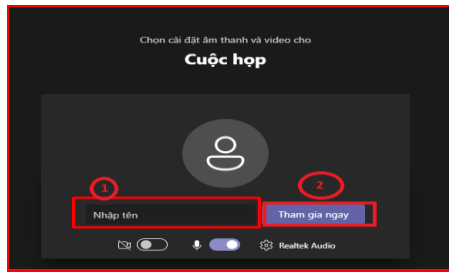 Chọn cài đặt âm thanh và video cho
Cuộc họp
1
2
Nhập tên
Tham gia ngay
Realtek Audio